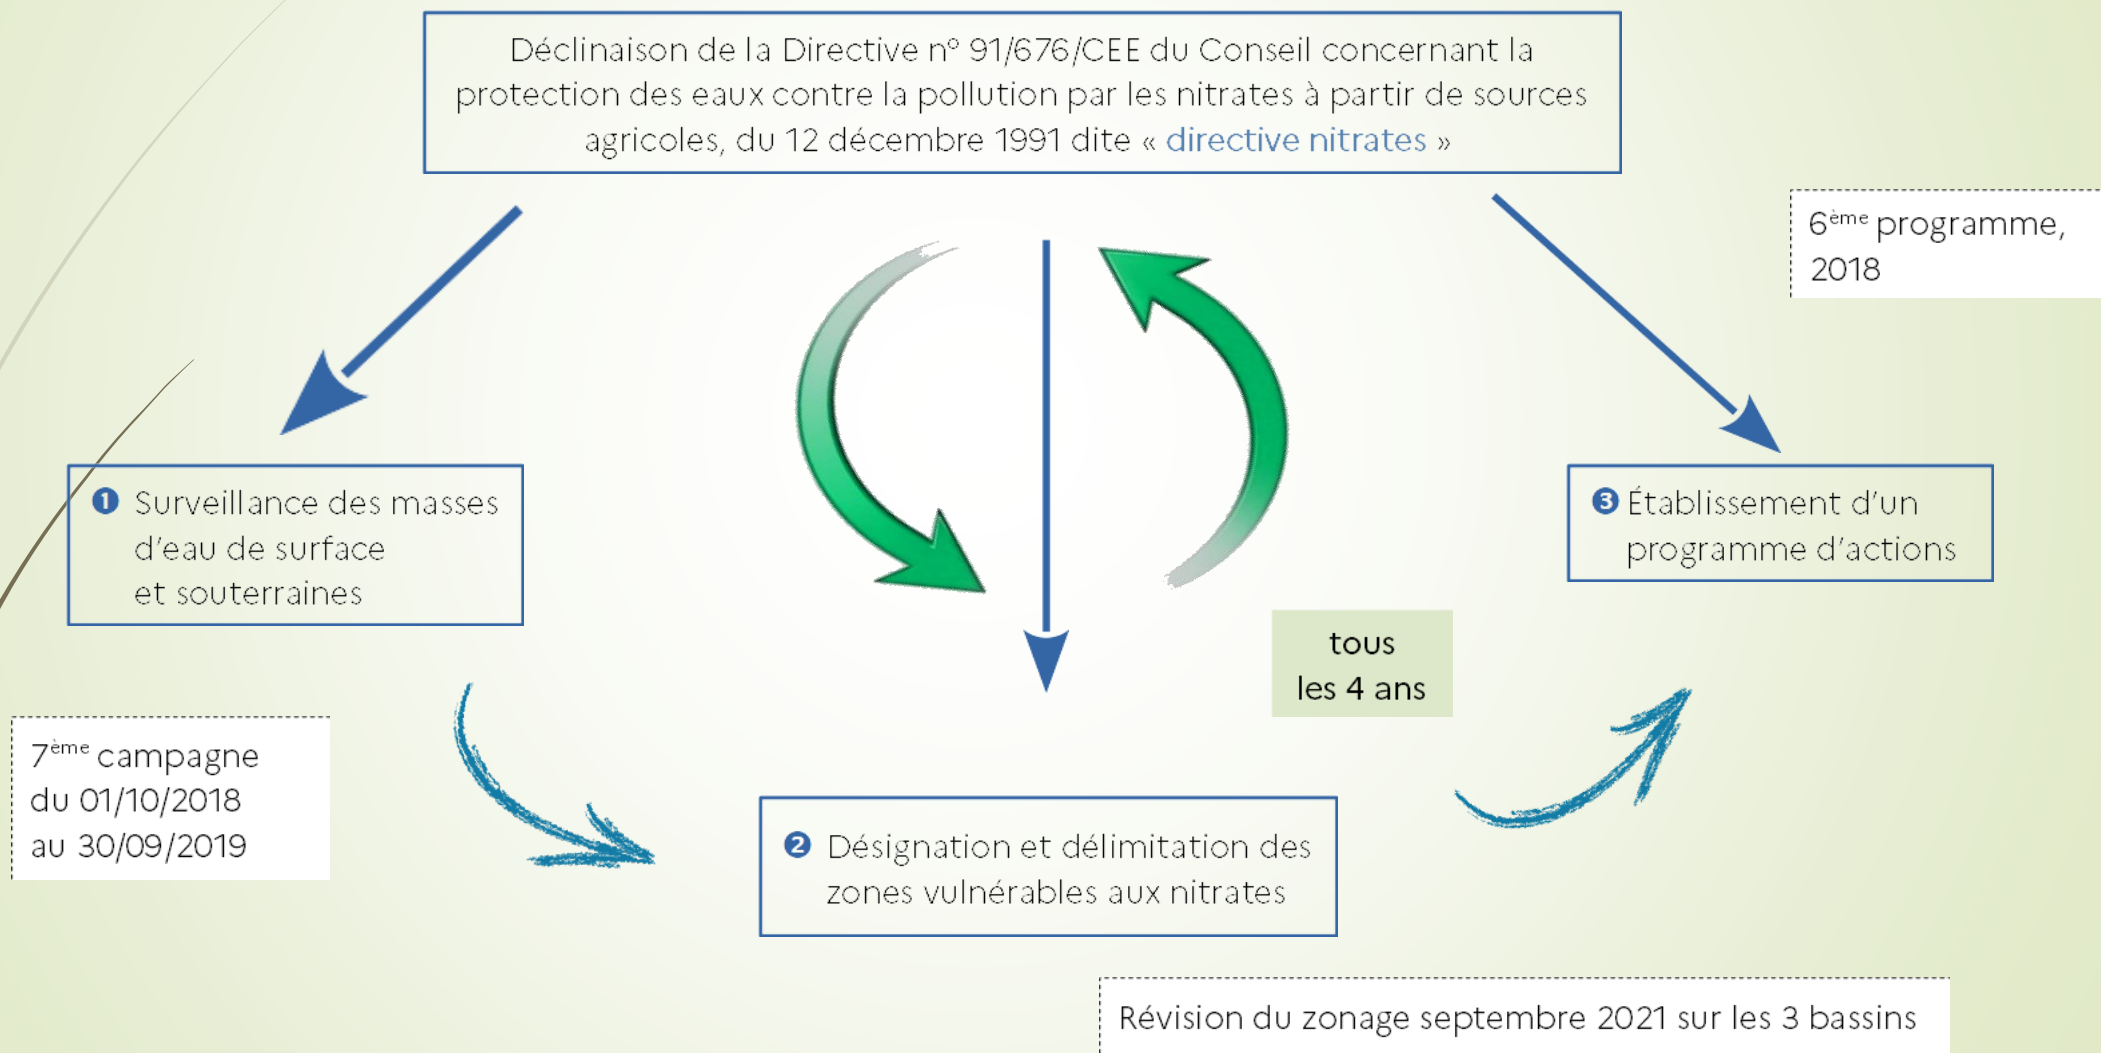 Déclinaison de la Directive n° 91/676/CEE du Conseil concernant la
protection des eaux contre la pollution par les nitrates à partir de sources
agricoles, du 12 décembre 1991 dite « directive nitrates »
6ème programme,
2018
❶ Surveillance des masses
d’eau de surface
et souterraines
❸ Établissement d’un
programme d’actions
tous
les 4 ans
7ème campagne
du 01/10/2018
au 30/09/2019
❷ Désignation et délimitation des
zones vulnérables aux nitrates
Révision du zonage septembre 2021 sur les 3 bassins